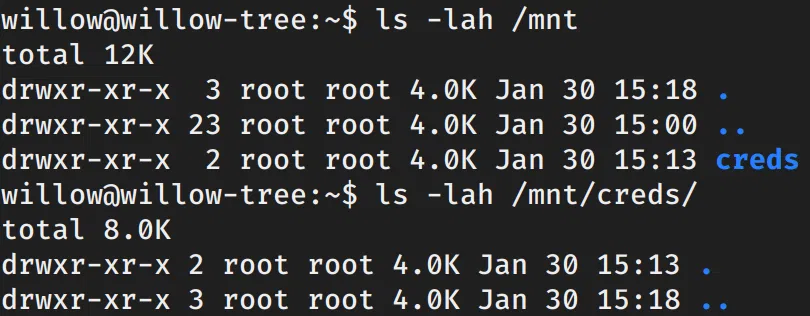 willow@willow-tree:~$ ls -lah /mnt
total 12K
drwxr-xr-x  3 root root 4.0K Jan 30 15:18 .
drwxr-xr-x 23 root root 4.0K Jan 30 15:00 ..
drwxr-xr-x  2 root root 4.0K Jan 30 15:13 creds
willow@willow-tree:~$ ls -lah /mnt/creds/
total 8.0K
drwxr-xr-x 2 root root 4.0K Jan 30 15:13 .
drwxr-xr-x 3 root root 4.0K Jan 30 15:18 ..